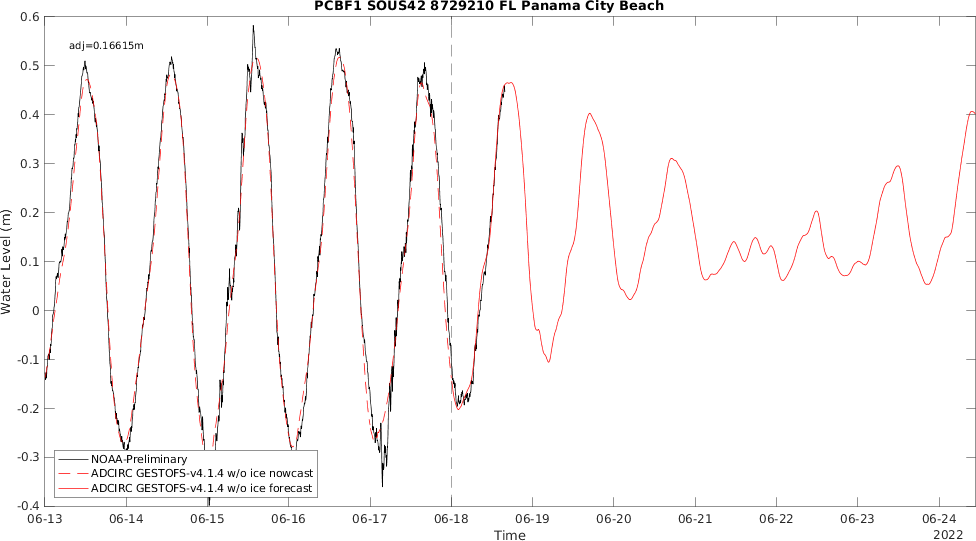 PCBF1 SOUS42 8729210 FL Panama City Beach
adj=0.16615m
Water Level (m)
0.6
0.5
0.4
0.3
0.2
0.1
0
-0.1
-0.2
-0.3
-0.4
NOAA-Preliminary
ADCIRC GESTOFS-v4.1.4 w/o ice nowcast
ADCIRC GESTOFS-v4.1.4 w/o ice forecast
06-13 06-14 06-15 06-16 06-17 06-18 06-19 06-20 06-21 06-22 06-23 06-24
Time
2022